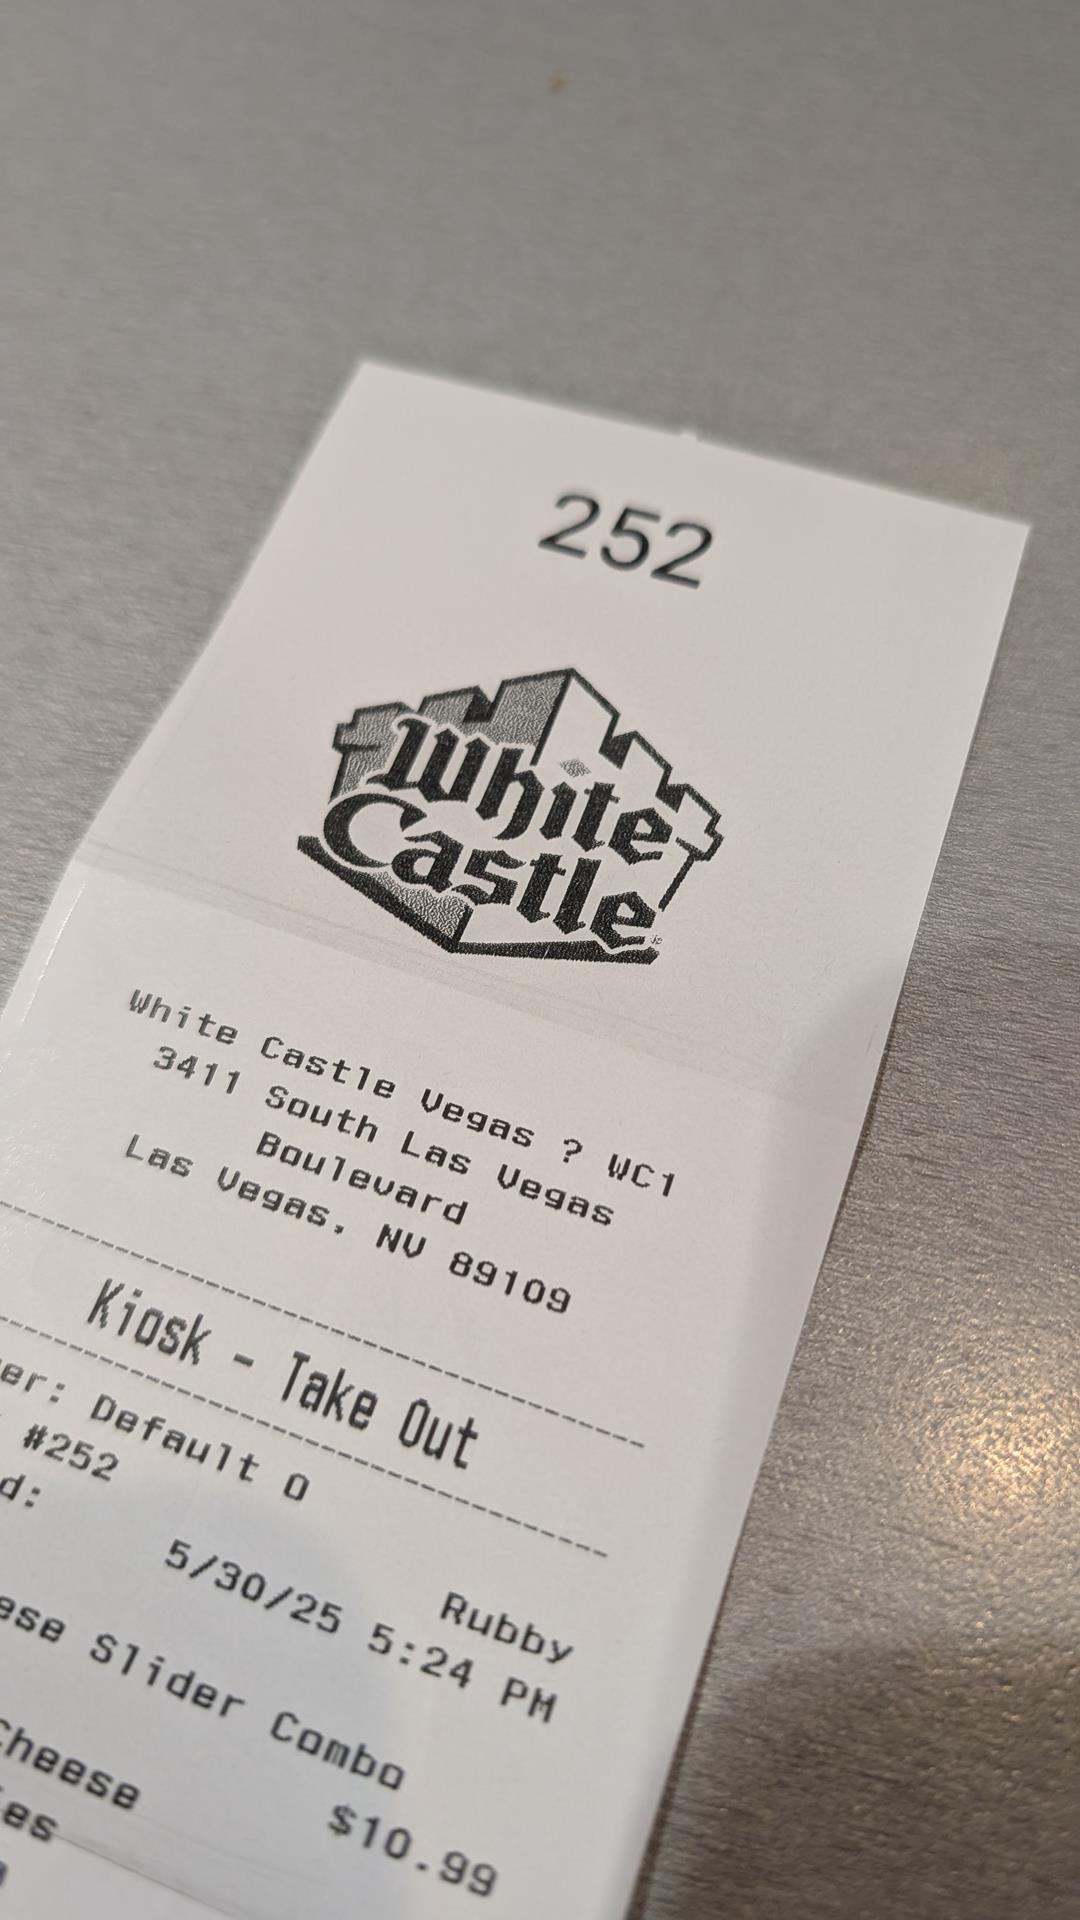 252
White
Castle
White Castle Vegas ? WC1
3411 South Las Vegas
Boulevard
Las Vegas, NV 89109
Kiosk - Take Out
er: Default O
#252
d:
Rubby
5/30/25 5:24 PM
ese Slider Combo
$10.99
Cheese
es